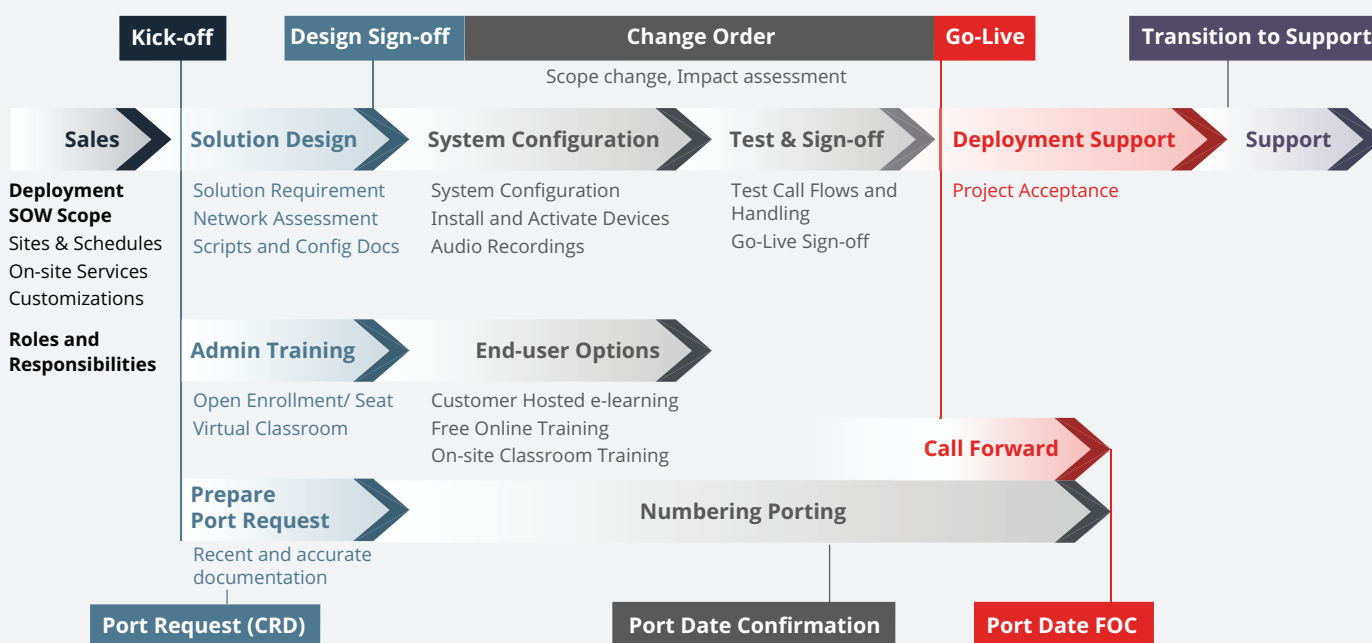 Kick-off
Design Sign-off
Change Order
Go-Live
Transition to Support
Scope change, Impact assessment
Sales
Solution Design
System Configuration
Test & Sign-off
Deployment Support
Support
Deployment
SOW Scope
Sites & Schedules
On-site Services
Customizations
Roles and
Responsibilities
Solution Requirement
Network Assessment
Scripts and Config Docs
System Configuration
Install and Activate Devices
Audio Recordings
Test Call Flows and
Handling
Go-Live Sign-off
Project Acceptance
Admin Training
End-user Options
Open Enrollment/ Seat
Virtual Classroom
Customer Hosted e-learning
Free Online Training
On-site Classroom Training
Call Forward
Prepare
Port Request
Numbering Porting
Recent and accurate
documentation
Port Request (CRD)
Port Date Confirmation
Port Date FOC